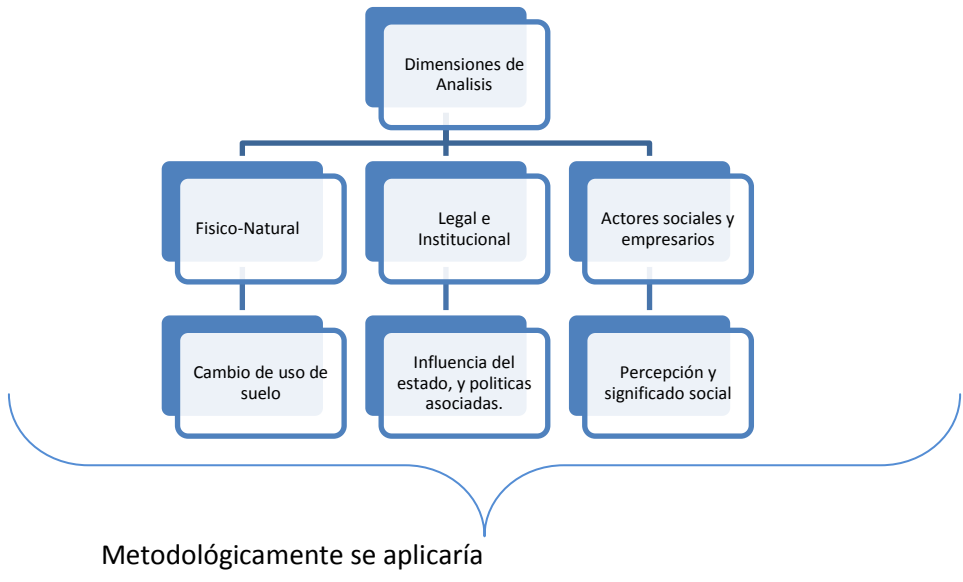 Dimensiones de
Analisis
Fisico-Natural
Legal e
Institucional
Actores sociales y
empresarios
Cambio de uso de
suelo
Influencia del
estado, y politicas
asociadas.
Percepción y
significado social
Metodológicamente se aplicaría